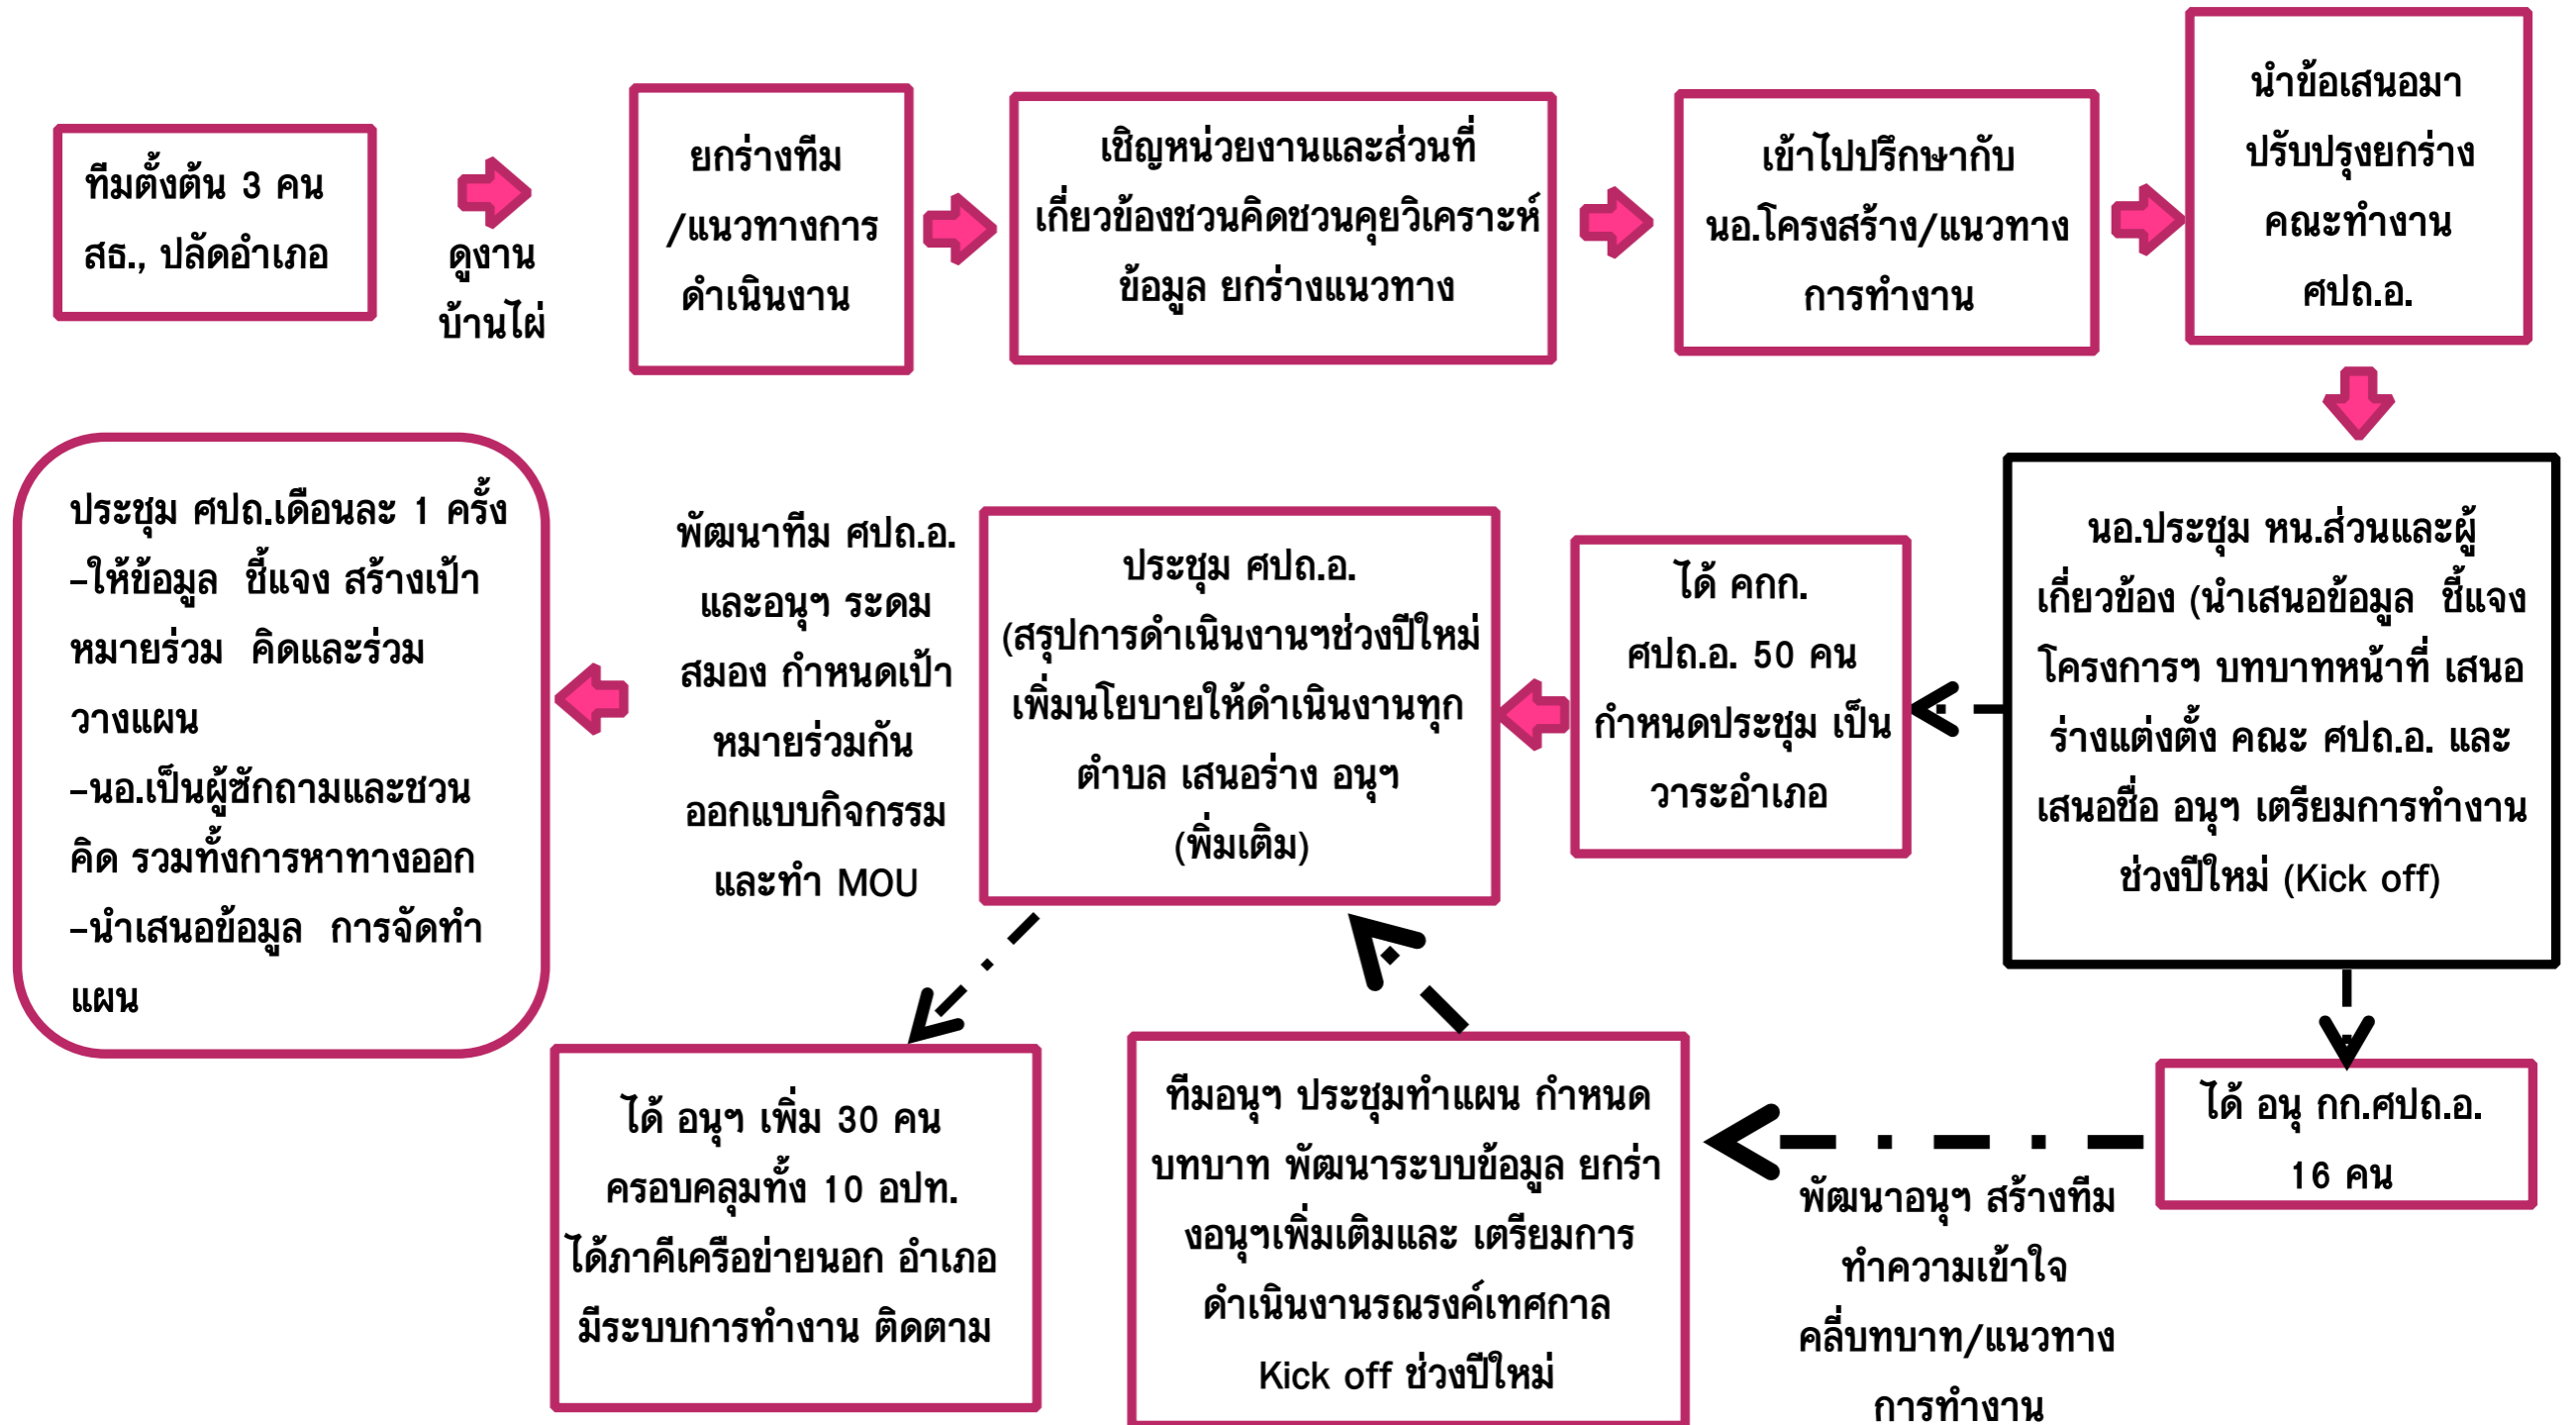 ทีมตั้งต้น 3 คน
สธ., ปลัดอำเภอ
ดูงาน
บ้านไผ่
ยกร่างทีม
/แนวทางการ
ดำเนินงาน
เชิญหน่วยงานและส่วนที่
เกี่ยวข้องชวนคิดชวนคุยวิเคราะห์
ข้อมูล ยกร่างแนวทาง
เข้าไปปรึกษากับ
นอ.โครงสร้าง/แนวทาง
การทำงาน
นำข้อเสนอมา
ปรับปรุงยกร่าง
คณะทำงาน
ศปถ.อ.
นอ.ประชุม หน.ส่วนและผู้
เกี่ยวข้อง (นำเสนอข้อมูล ชี้แจง
โครงการฯ บทบาทหน้าที่ เสนอ
ร่างแต่งตั้ง คณะ ศปถ.อ. และ
เสนอชื่อ อนุฯ เตรียมการทำงาน
ช่วงปีใหม่ (Kick off)
ได้ คกก.
ศปถ.อ. 50 คน
กำหนดประชุม เป็น
วาระอำเภอ
ประชุม ศปถ.อ.
(สรุปการดำเนินงานฯช่วงปีใหม่
เพิ่มนโยบายให้ดำเนินงานทุก
ตำบล เสนอร่าง อนุฯ
(พิ่มเติม)
พัฒนาทีม ศปถ.อ.
และอนุฯ ระดม
สมอง กำหนดเป้า
หมายร่วมกัน
ออกแบบกิจกรรม
และทำ MOU
ประชุม ศปถ.เดือนละ 1 ครั้ง
-ให้ข้อมูล ชี้แจง สร้างเป้า
หมายร่วม คิดและร่วม
วางแผน
-นอ.เป็นผู้ซักถามและชวน
คิด รวมทั้งการหาทางออก
-นำเสนอข้อมูล การจัดทำ
แผน
ได้ อนุ กก.ศปถ.อ.
16 คน
พัฒนาอนุฯ สร้างทีม
ทำความเข้าใจ
คลี่บทบาท/แนวทาง
การทำงาน
ทีมอนุฯ ประชุมทำแผน กำหนด
บทบาท พัฒนาระบบข้อมูล ยกร่า
งอนุฯเพิ่มเติมและ เตรียมการ
ดำเนินงานรณรงค์เทศกาล
Kick off ช่วงปีใหม่
ได้ อนุฯ เพิ่ม 30 คน
ครอบคลุมทั้ง 10 อปท.
ได้ภาคีเครือข่ายนอก อำเภอ
มีระบบการทำงาน ติดตาม